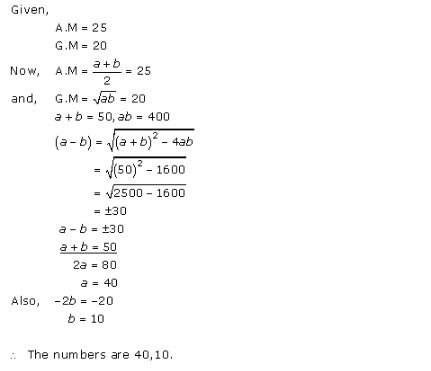 Given,
A.M = 25
G.M = 20
Now, A.M = \frac{a+b}{2} = 25
and, G.M = √ab = 20
a + b = 50, ab = 400
(a – b) = √(a + b)² – 4ab
= √(50)² – 1600
= √2500 – 1600
= ±30
a – b = ±30
a + b = 50
2a = 80
a = 40
Also, –2b = –20
b = 10
∴ The numbers are 40,10.